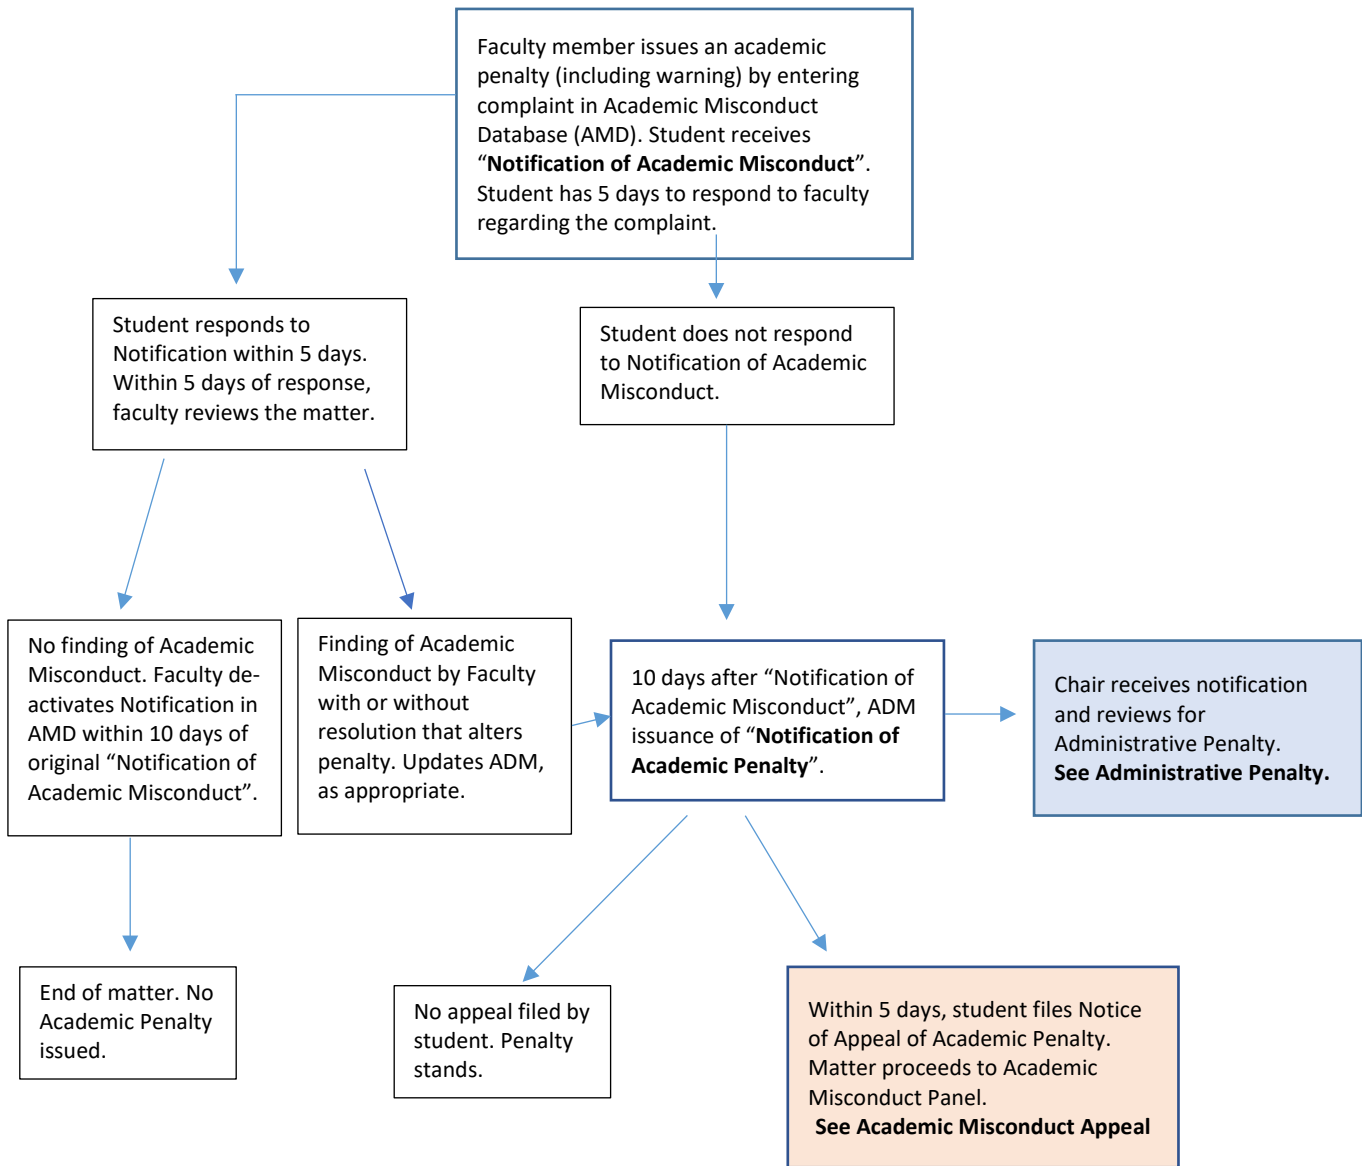 Faculty member issues an academic
penalty (including warning) by entering
complaint in Academic Misconduct
Database (AMD). Student receives
“Notification of Academic Misconduct”.
Student has 5 days to respond to faculty
regarding the complaint.
Student responds to
Notification within 5 days.
Within 5 days of response,
faculty reviews the matter.
Student does not respond
to Notification of Academic
Misconduct.
No finding of Academic
Misconduct. Faculty de-
activates Notification in
AMD within 10 days of
original “Notification of
Academic Misconduct”.
Finding of Academic
Misconduct by Faculty
with or without
resolution that alters
penalty. Updates ADM,
as appropriate.
10 days after “Notification of
Academic Misconduct”, ADM
issuance of “Notification of
Academic Penalty”.
Chair receives notification
and reviews for
Administrative Penalty.
See Administrative Penalty.
End of matter. No
Academic Penalty
issued.
No appeal filed by
student. Penalty
stands.
Within 5 days, student files Notice
of Appeal of Academic Penalty.
Matter proceeds to Academic
Misconduct Panel.
See Academic Misconduct Appeal